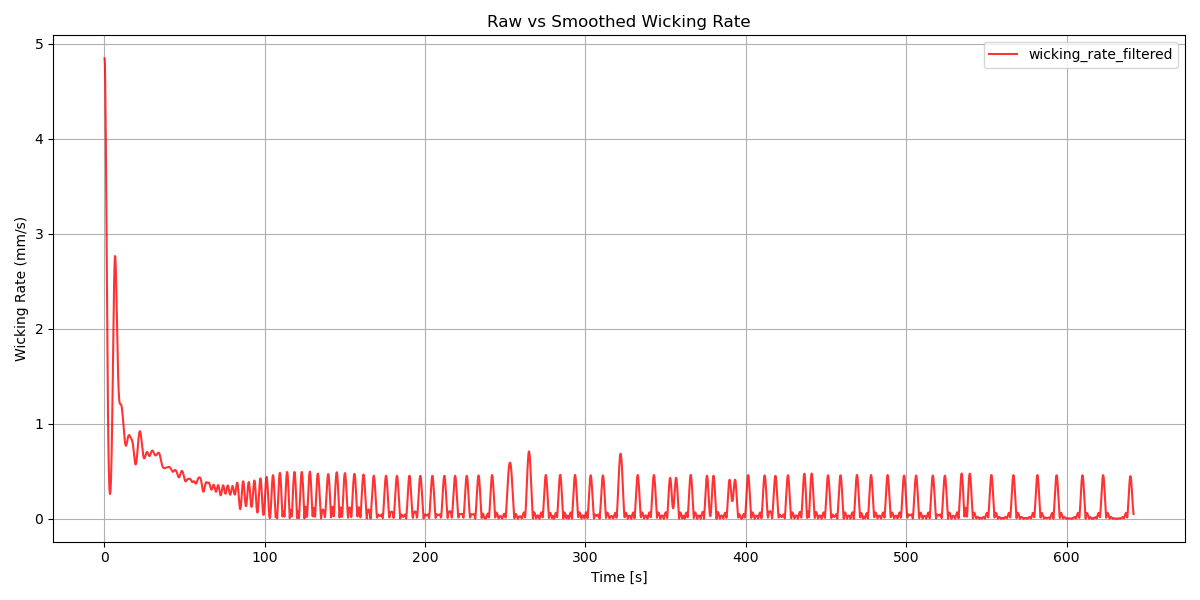 Raw vs Smoothed Wicking Rate
wicking_rate_filtered
Wicking Rate (mm/s)
5
4
3
2
1
0
0 100 200 300 400 500 600
Time [s]